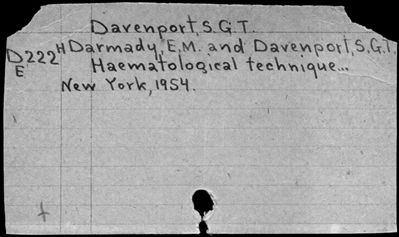 Davenport, S.G.T.
D222 H Darmady, E.M. and Davenport, S.G.T.
E Haematological technique...
New York, 1954.